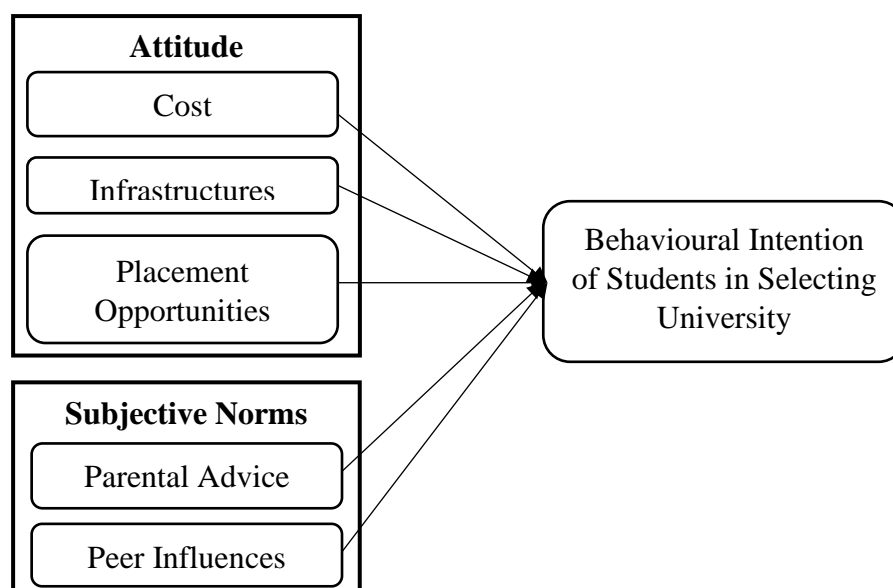 Attitude
Cost
Infrastructures
Placement
Opportunities
Subjective Norms
Parental Advice
Peer Influences
Behavioural Intention
of Students in Selecting
University